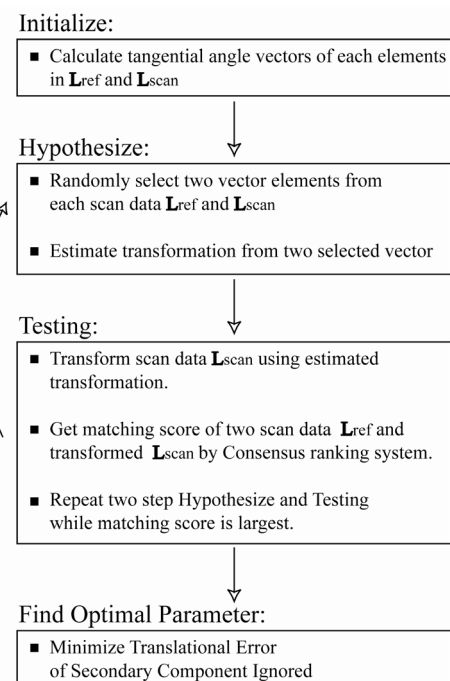 Initialize:
▪ Calculate tangential angle vectors of each elements
in Lref and Lscan
Hypothesize:
▪ Randomly select two vector elements from
each scan data Lref and Lscan
▪ Estimate transformation from two selected vector
Testing:
▪ Transform scan data Lscan using estimated
transformation.
▪ Get matching score of two scan data Lref and
transformed Lscan by Consensus ranking system.
▪ Repeat two step Hypothesize and Testing
while matching score is largest.
Find Optimal Parameter:
▪ Minimize Translational Error
of Secondary Component Ignored